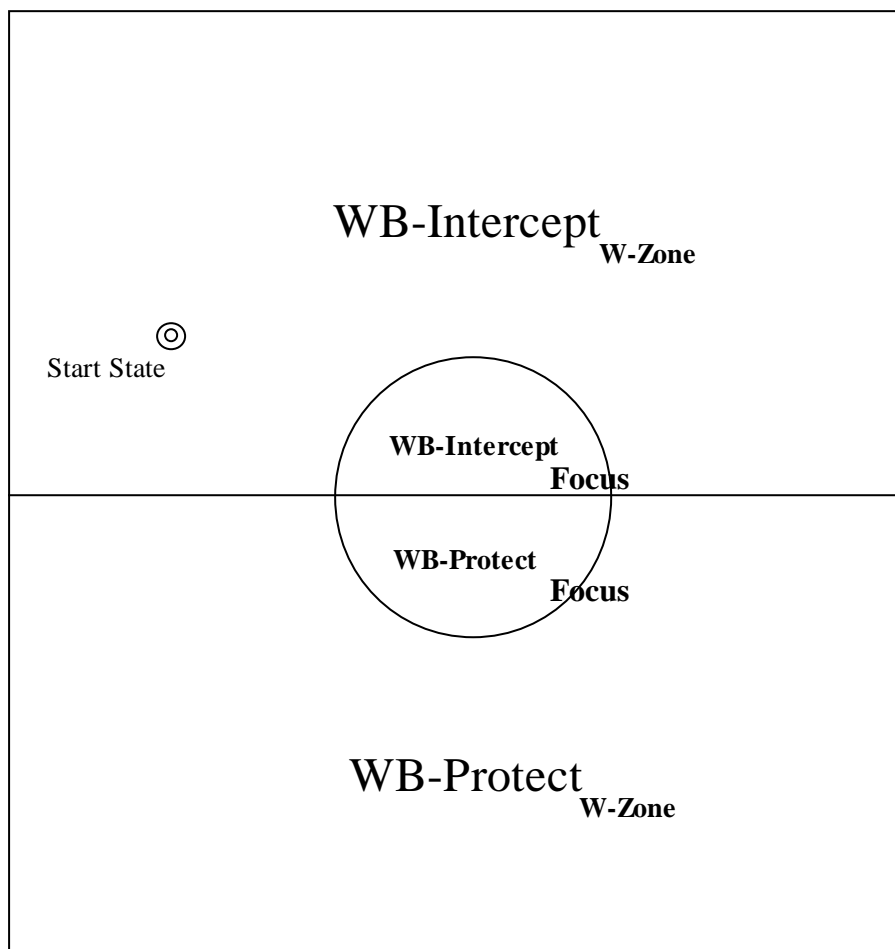 WB-Intercept
W-Zone
Start State
WB-Intercept
Focus
WB-Protect
Focus
WB-Protect
W-Zone